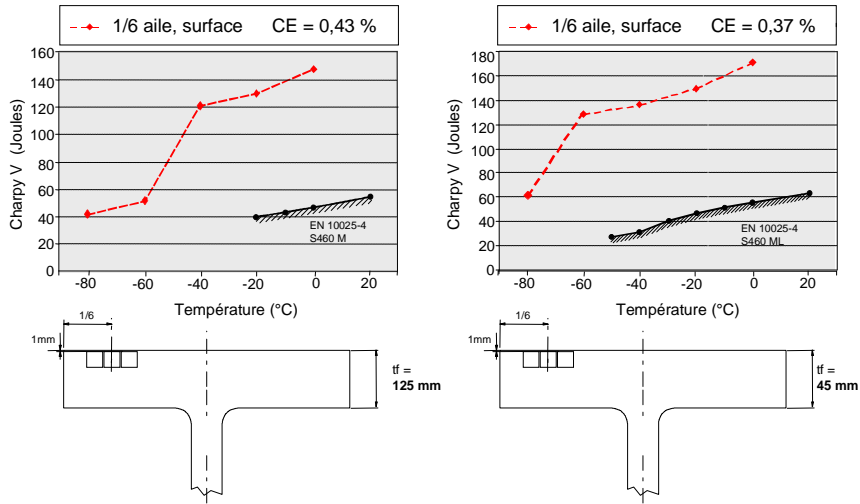 1/6 aile, surface CE = 0,43 %
Charpy V (Joules)
160
140
120
100
80
60
40
20
0
EN 10025-4
S460 M
-80 -60 -40 -20 0 20
Température (°C)
1/6
1mm
tf =
125 mm
1/6 aile, surface CE = 0,37 %
Charpy V (Joules)
180
160
140
120
100
80
60
40
20
0
EN 10025-4
S460 ML
-80 -60 -40 -20 0 20
Température (°C)
1/6
1mm
tf =
45 mm